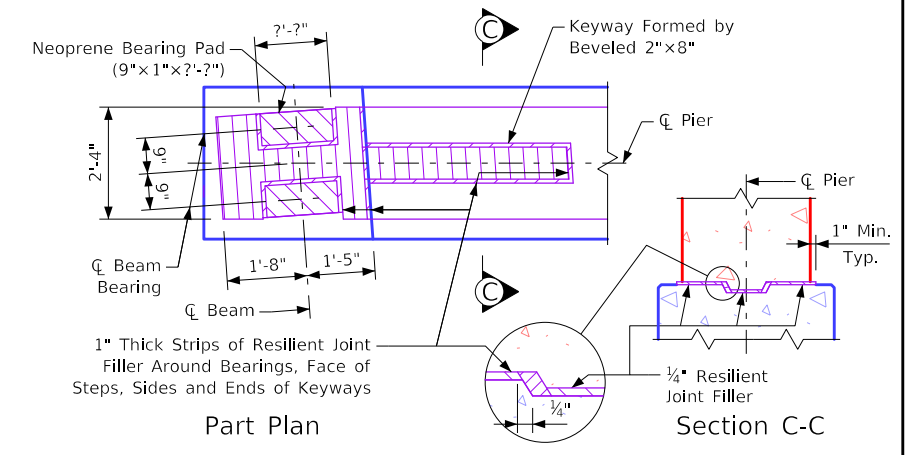 ?'-?"
Neoprene Bearing Pad
(9"×1"×?'-?")
C
Keyway Formed by
Beveled 2"×8"
2'-4"
9"
9"
℄ Pier
℄ Pier
1" Min.
Typ.
℄ Beam
Bearing
1'-8"
1'-5"
℄ Beam
C
1" Thick Strips of Resilient Joint
Filler Around Bearings, Face of
Steps, Sides and Ends of Keyways
¼"
¼" Resilient
Joint Filler
Part Plan
Section C-C